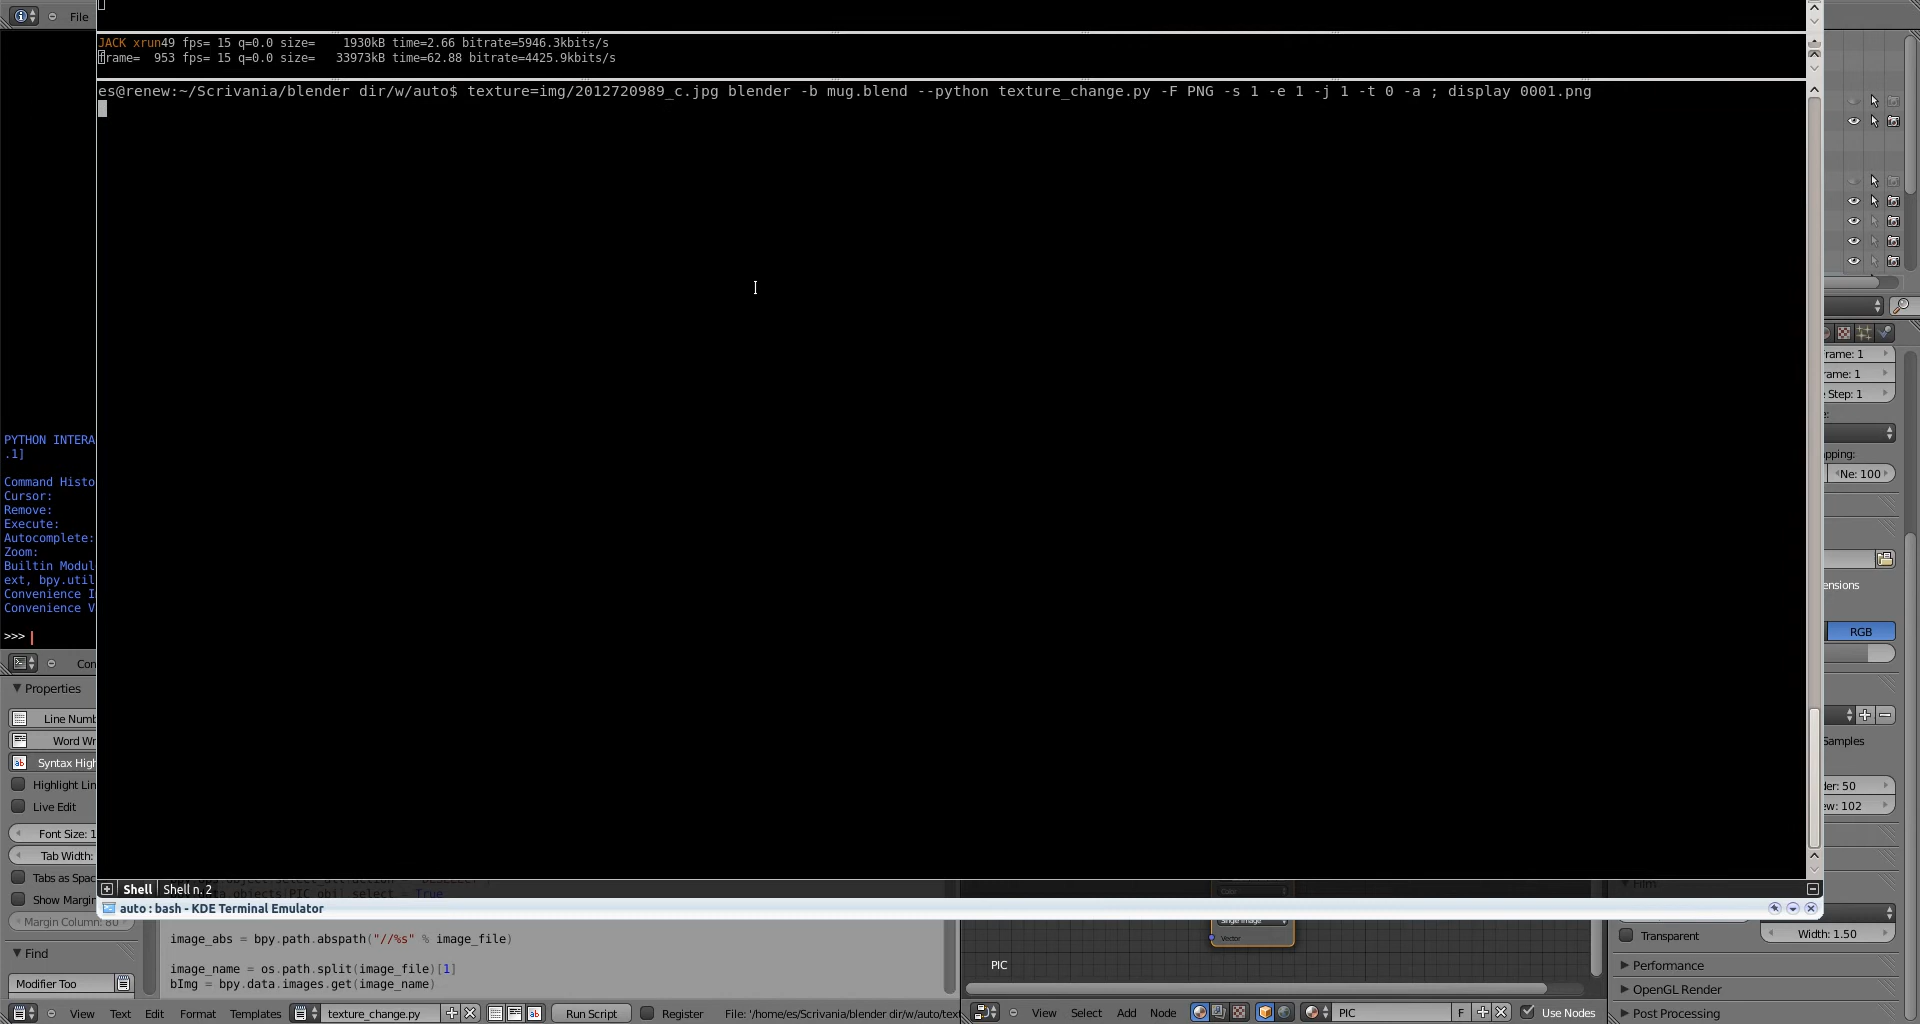 File
JACK xrun49 fps= 15 q=0.0 size=    1930kB time=2.66 bitrate=5946.3kbits/s
frame=  953 fps= 15 q=0.0 size=   33973kB time=62.88 bitrate=4425.9kbits/s
es@renew:~/Scrivania/blender dir/w/auto$ texture=img/2012720989_c.jpg blender -b mug.blend --python texture_change.py -F PNG -s 1 -e 1 -j 1 -t 0 -a ; display 0001.png
rame: 1
rame: 1
Step: 1
pping:
Ne: 100
ensions
RGB
Samples
der: 50
ew: 102
PYTHON INTERA
.1]
Command Histo
Cursor:
Remove:
Execute:
Autocomplete:
Zoom:
Builtin Modul
ext, bpy.util
Convenience I
Convenience V
>>>
Con
Properties
Line Numb
Word Wr
Syntax High
Highlight Lin
Live Edit
Font Size: 1
Tab Width:
Tabs as Spac
Show Margin
Margin Column: 80
Find
Modifier Too
Shell
Shell n. 2
auto : bash - KDE Terminal Emulator
image_abs = bpy.path.abspath("//%s" % image_file)
image_name = os.path.split(image_file)[1]
bImg = bpy.data.images.get(image_name)
Color
Single Image
Vector
PIC
Film
Transparent
Width: 1.50
Performance
OpenGL Render
Post Processing
View Text Edit Format Templates texture_change.py Run Script Register File: '/home/es/Scrivania/blender dir/w/auto/text
View Select Add Node PIC F Use Nodes